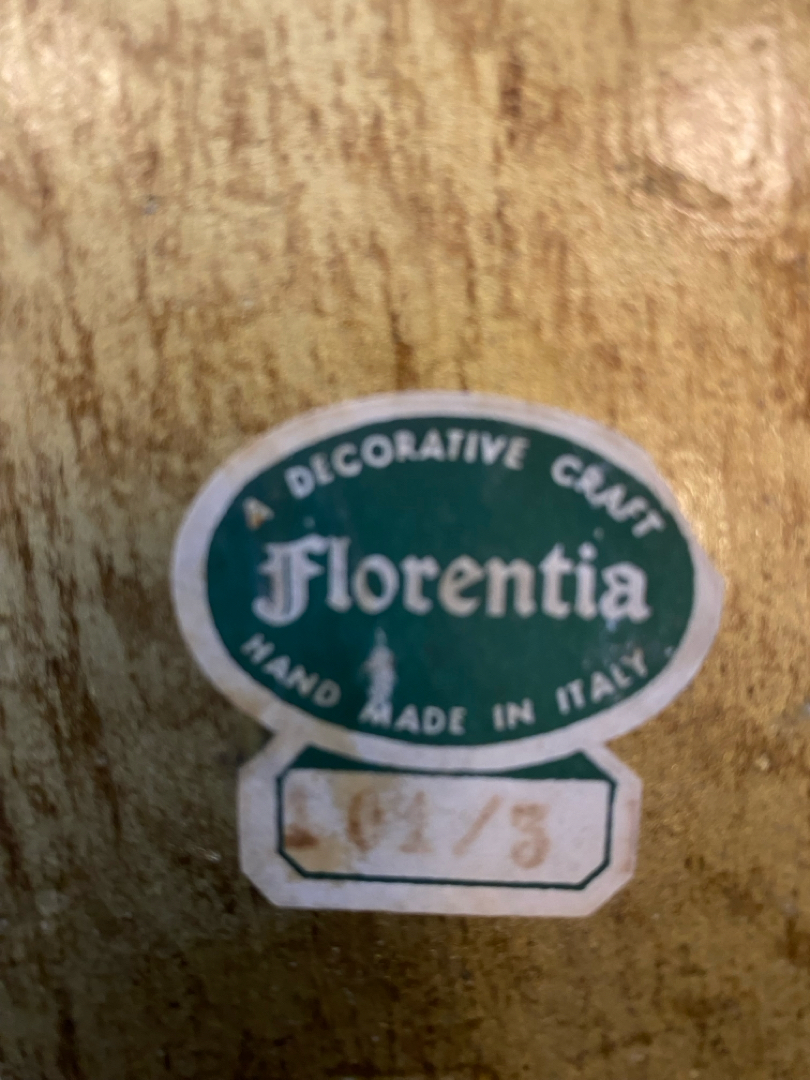 A DECORATIVE CRAFT
Florentia
HAND MADE IN ITALY